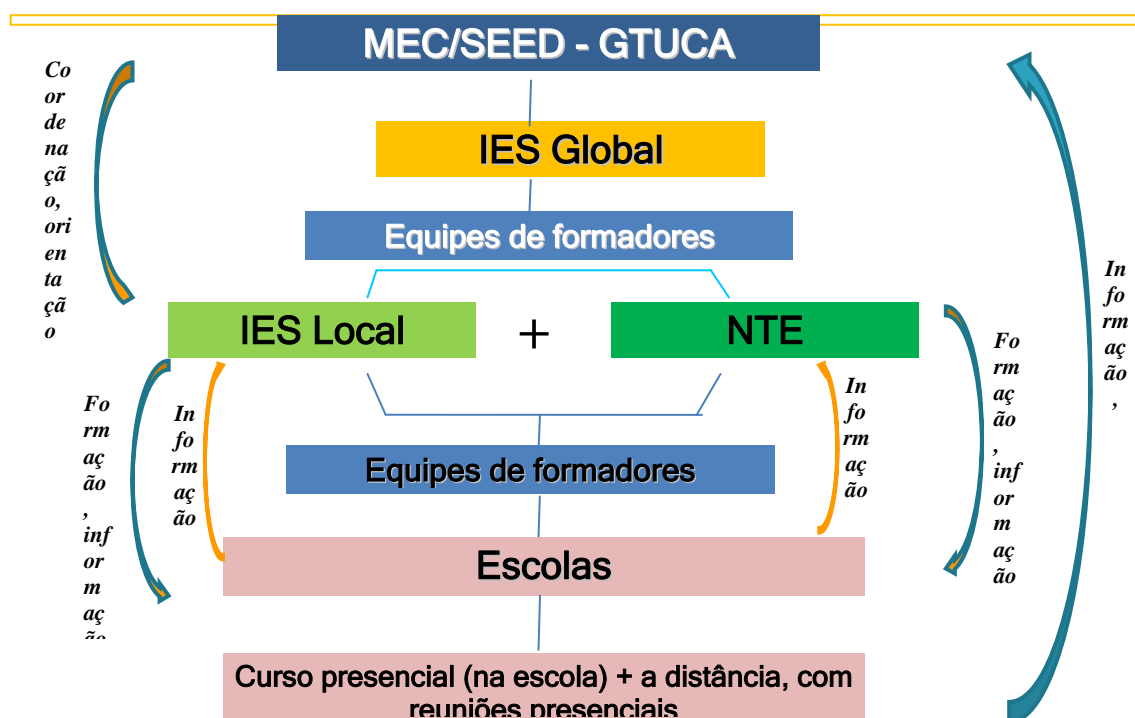 MEC/SEED - GTUCA
Co
or
de
na
çã
o,
ori
en
ta
çã
o
IES Global
Equipes de formadores
IES Local
+
NTE
In
fo
rm
aç
ão
,
Fo
rm
aç
ão
, inf
or
m
aç
ão
In
fo
rm
aç
ão
In
fo
rm
aç
ão
Fo
rm
aç
ão
, inf
or
m
aç
ão
Equipes de formadores
Escolas
Curso presencial (na escola) + a distância, com
reuniões presenciais